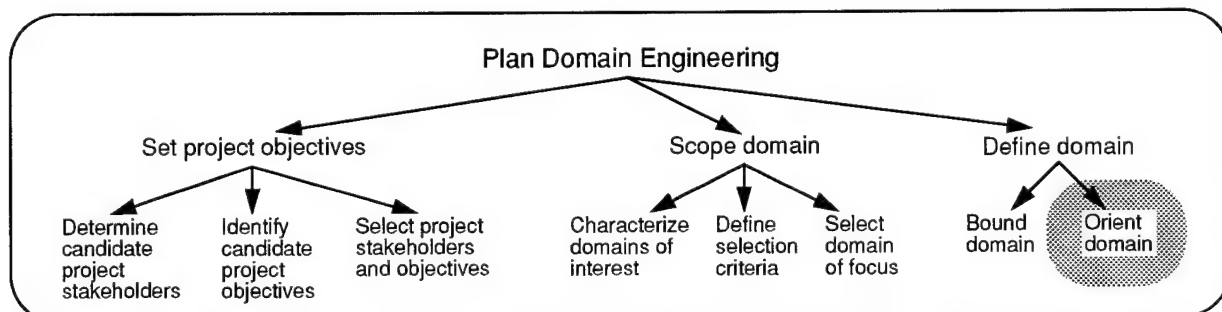 Plan Domain Engineering
Set project objectives
Scope domain
Define domain
Determine
candidate
project
stakeholders
Identify
candidate
project
objectives
Select project
stakeholders
and objectives
Characterize
domains of
interest
Define
selection
criteria
Select
domain
of focus
Bound
domain
Orient
domain